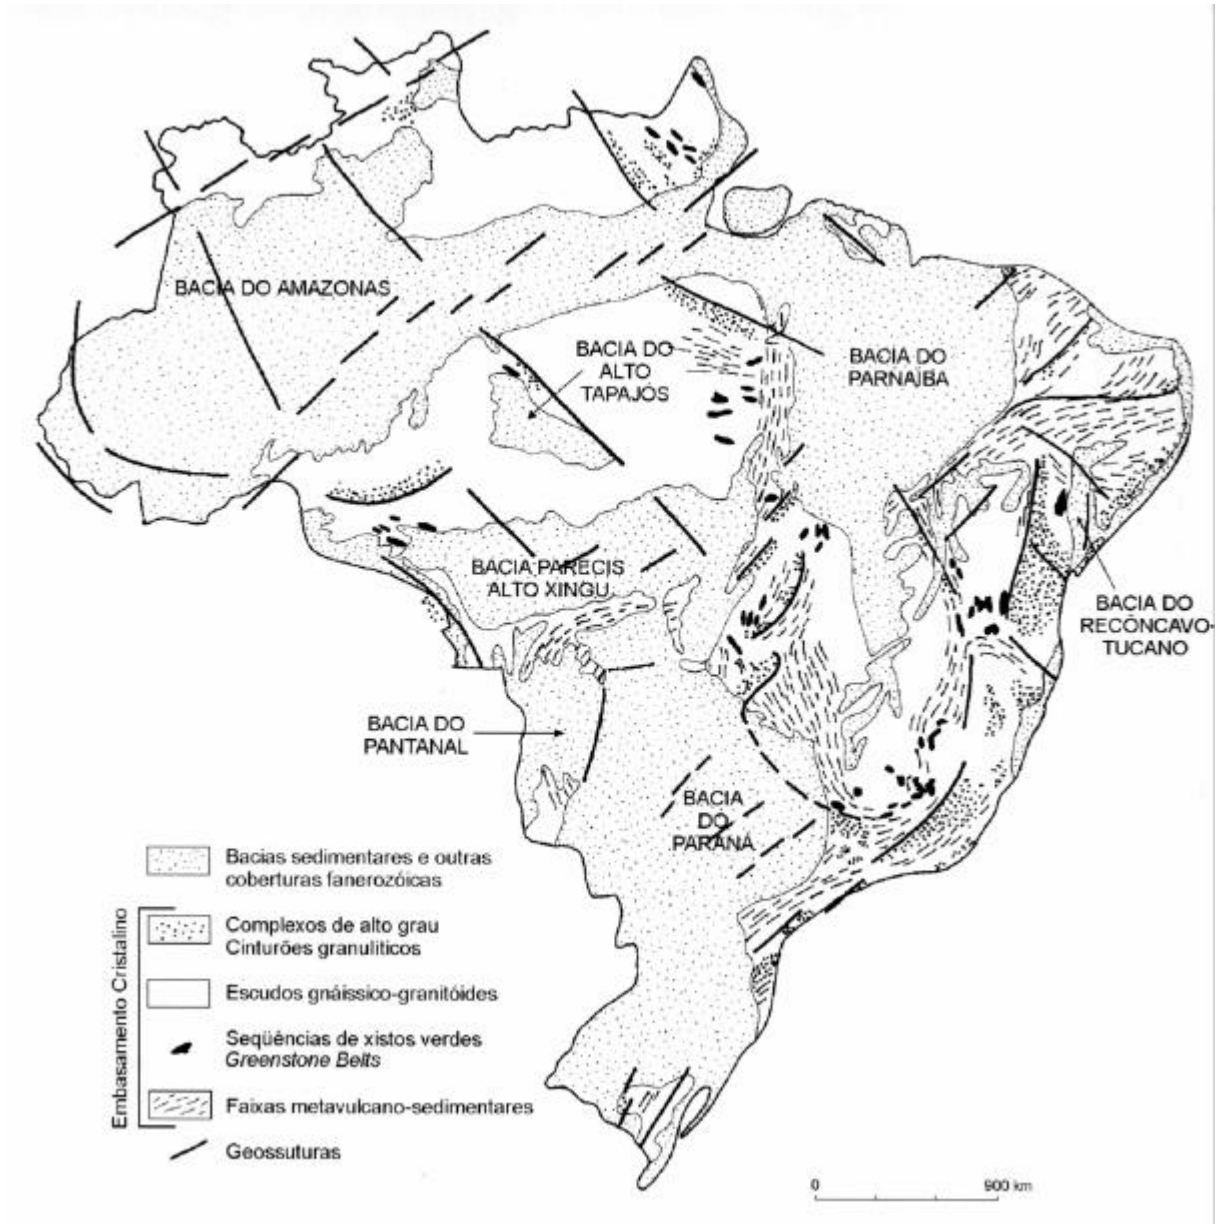 BACIA DO AMAZONAS
BACIA DO
ALTO
TAPAJÓS
BACIA DO
PARNAÍBA
BACIA PARECIS
ALTO XINGU
BACIA DO
RECÔNCAVO-
TUCANO
BACIA DO
PANTANAL
BACIA
DO
PARANÁ
Bacias sedimentares e outras
coberturas fanerozóicas
Embasamento Cristalino
Complexos de alto grau
Cinturões granulíticos
Escudos gnáissico-granitóides
Seqüências de xistos verdes
Greenstone Belts
Faixas metavulcano-sedimentares
Geossuturas
0 900 km